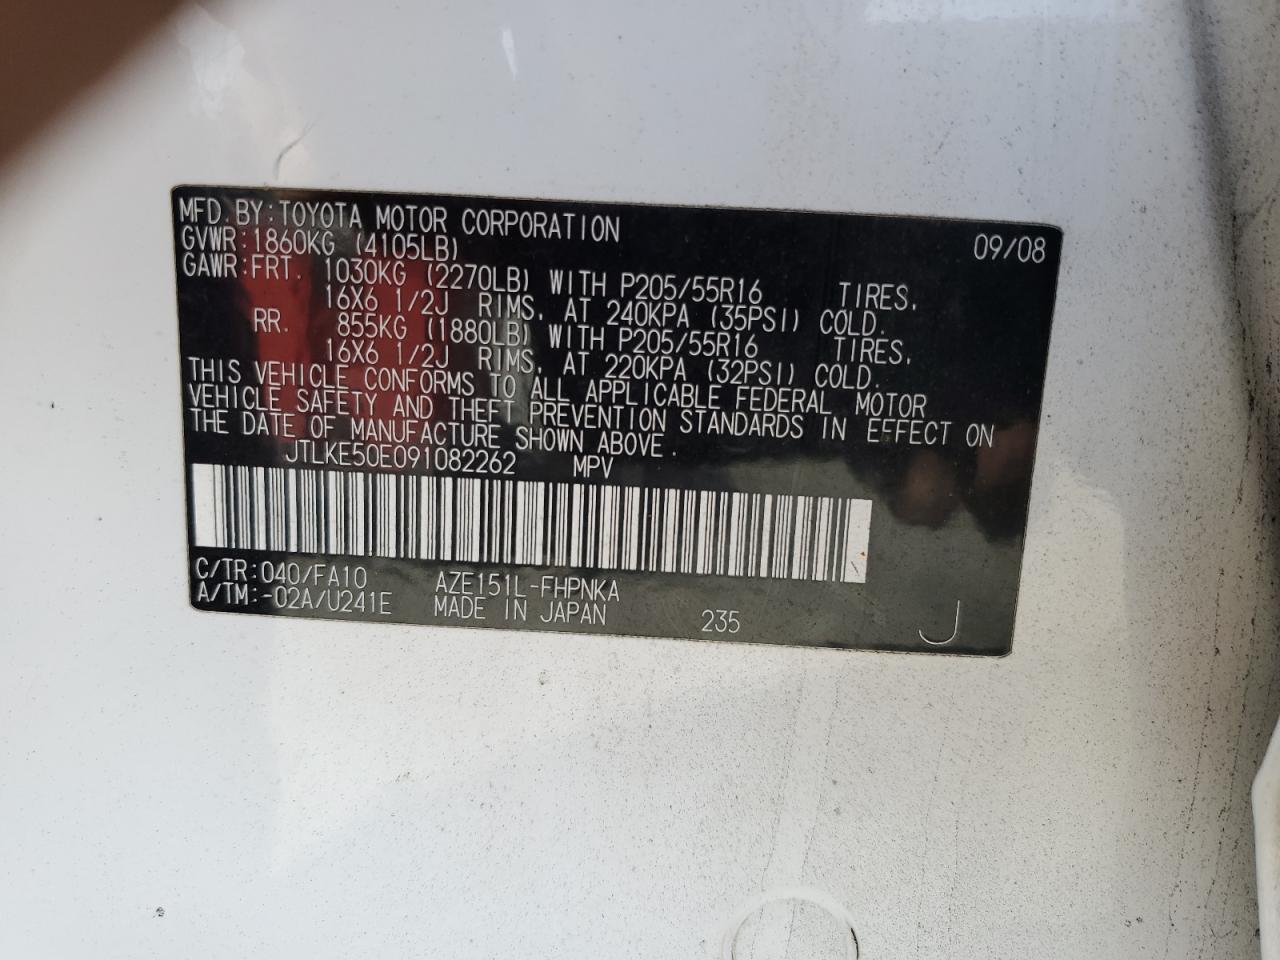 MFD. BY: TOYOTA MOTOR CORPORATION 09/08
GVWR: 1860KG (4105LB)
GAWR: FRT. 1030KG (2270LB) WITH P205/55R16 TIRES,
16X6 1/2J RIMS, AT 240KPA (35PSI) COLD.
RR. 855KG (1880LB) WITH P205/55R16 TIRES,
16X6 1/2J RIMS, AT 220KPA (32PSI) COLD.
THIS VEHICLE CONFORMS TO ALL APPLICABLE FEDERAL MOTOR
VEHICLE SAFETY AND THEFT PREVENTION STANDARDS IN EFFECT ON
THE DATE OF MANUFACTURE SHOWN ABOVE.
JTLKE50E091082262 MPV
C/TR: 040/FA10 AZE151L-FHPNKA
A/TM: -02A/U241E MADE IN JAPAN 235 J